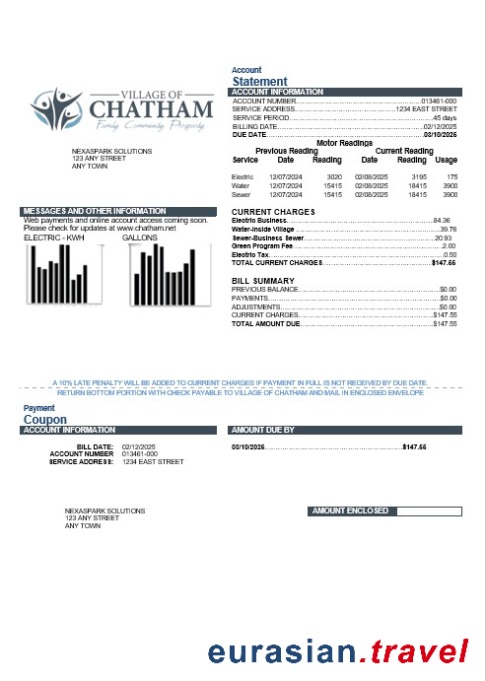 Account
Statement
VILLAGE OF
CHATHAM
Family. Community. Prosperity.
ACCOUNT INFORMATION
ACCOUNT NUMBER 013461-000
SERVICE ADDRESS 1234 EAST STREET
SERVICE PERIOD 45 days
BILLING DATE 02/12/2025
DUE DATE 03/10/2025
NEXASPARK SOLUTIONS
123 ANY STREET
ANY TOWN
Motor Readings
Previous Reading Current Reading
Service Date Reading Date Reading Usage
Electric 12/07/2024 3020 02/08/2025 3195 175
Water 12/07/2024 15415 02/08/2025 18415 3900
Sewer 12/07/2024 15415 02/08/2025 18415 3900
MESSAGES AND OTHER INFORMATION
Web payments and online account access coming soon.
Please check for updates at www.chatham.net
ELECTRIC - KWH GALLONS
CURRENT CHARGES
Electric Business 84.36
Water-Inside Village 39.76
Sewer-Business Sewer 20.93
Green Program Fee 2.00
Electric Tax 0.50
TOTAL CURRENT CHARGES $147.55
BILL SUMMARY
PREVIOUS BALANCE $0.00
PAYMENTS $0.00
ADJUSTMENTS $0.00
CURRENT CHARGES $147.55
TOTAL AMOUNT DUE $147.55
A 10% LATE PENALTY WILL BE ADDED TO CURRENT CHARGES IF PAYMENT IN FULL IS NOT RECEIVED BY DUE DATE.
RETURN BOTTOM PORTION WITH CHECK PAYABLE TO VILLAGE OF CHATHAM AND MAIL IN ENCLOSED ENVELOPE
Payment
Coupon
ACCOUNT INFORMATION AMOUNT DUE BY
BILL DATE: 02/12/2025 03/10/2025 $147.55
ACCOUNT NUMBER 013461-000
SERVICE ADDRESS: 1234 EAST STREET
NEXASPARK SOLUTIONS
123 ANY STREET
ANY TOWN
AMOUNT ENCLOSED
eurasian.travel